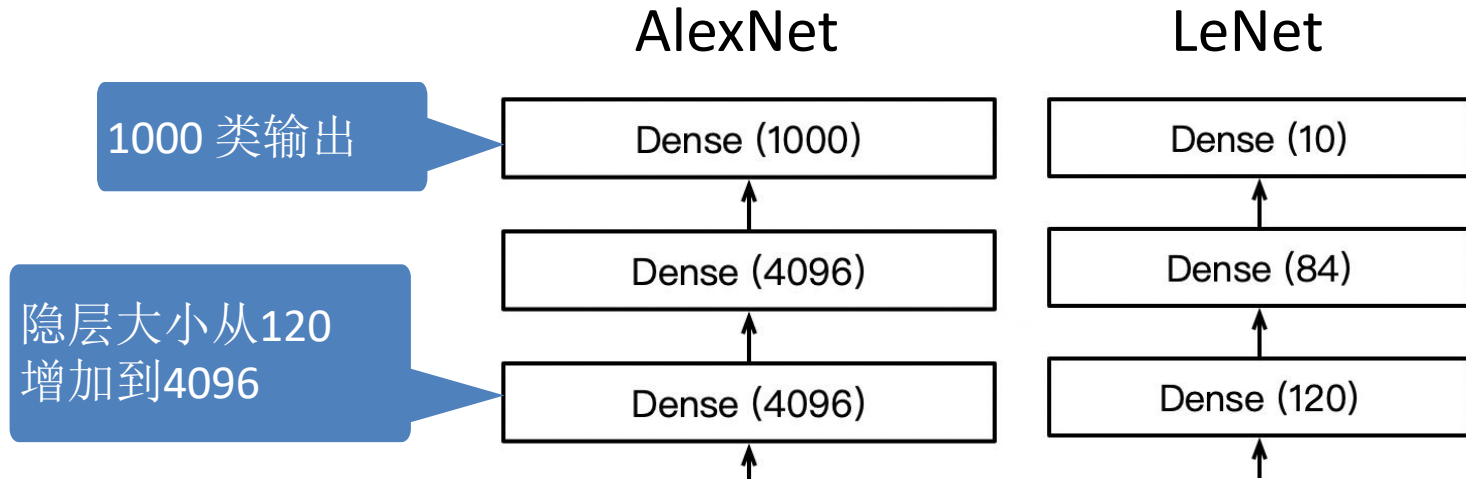 AlexNet
LeNet
1000 类输出
Dense (1000)
Dense (10)
Dense (4096)
Dense (84)
隐层大小从120
增加到4096
Dense (4096)
Dense (120)